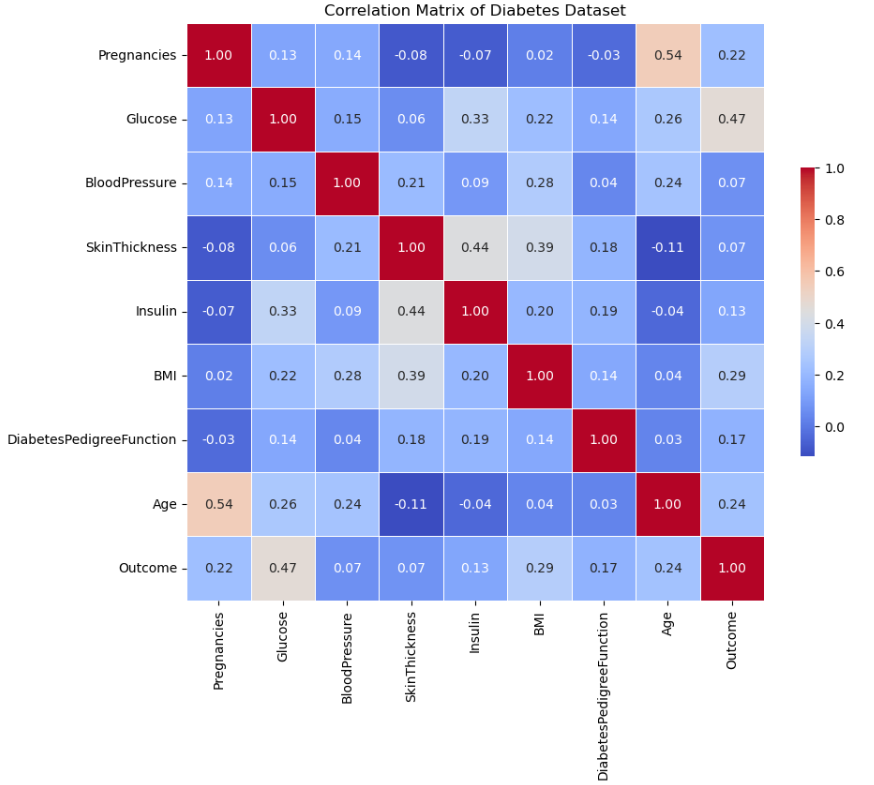 Correlation Matrix of Diabetes Dataset
Pregnancies 1.00 0.13 0.14 -0.08 -0.07 0.02 -0.03 0.54 0.22
Glucose 0.13 1.00 0.15 0.06 0.33 0.22 0.14 0.26 0.47
BloodPressure 0.14 0.15 1.00 0.21 0.09 0.28 0.04 0.24 0.07
SkinThickness -0.08 0.06 0.21 1.00 0.44 0.39 0.18 -0.11 0.07
Insulin -0.07 0.33 0.09 0.44 1.00 0.20 0.19 -0.04 0.13
BMI 0.02 0.22 0.28 0.39 0.20 1.00 0.14 0.04 0.29
DiabetesPedigreeFunction -0.03 0.14 0.04 0.18 0.19 0.14 1.00 0.03 0.17
Age 0.54 0.26 0.24 -0.11 -0.04 0.04 0.03 1.00 0.24
Outcome 0.22 0.47 0.07 0.07 0.13 0.29 0.17 0.24 1.00
Pregnancies
Glucose
BloodPressure
SkinThickness
Insulin
BMI
DiabetesPedigreeFunction
Age
Outcome
1.0
0.8
0.6
0.4
0.2
0.0